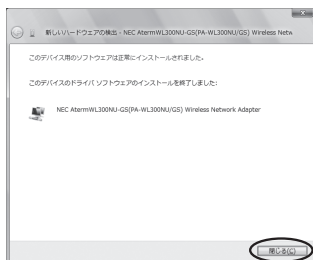 新しいハードウェアの検出 - NEC AtermWL300NU-GS(PA-WL300NU/GS) Wireless Netw
このデバイス用のソフトウェアは正常にインストールされました。
このデバイスのドライバ ソフトウェアのインストールを終了しました:
NEC AtermWL300NU-GS(PA-WL300NU/GS) Wireless Network Adapter
閉じる(C)